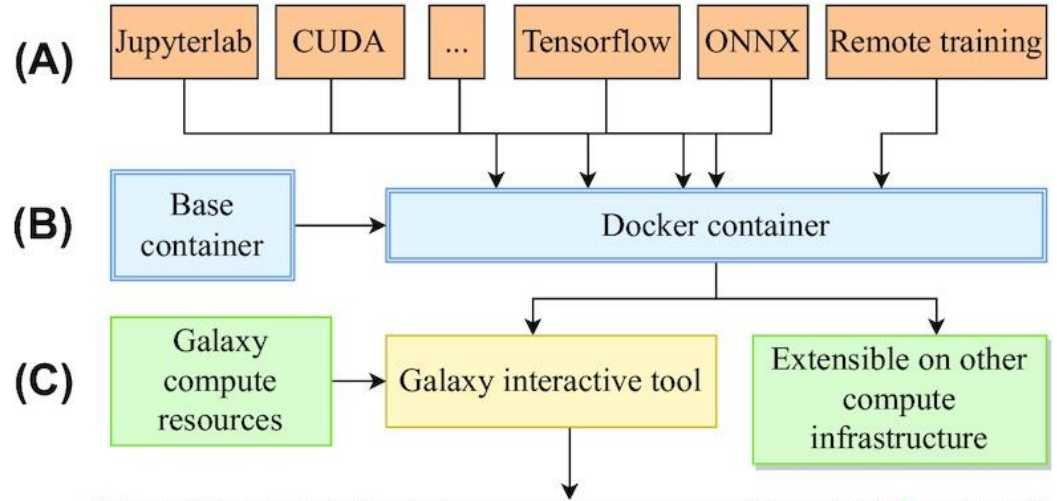 (A)
Jupyterlab
CUDA
...
Tensorflow
ONNX
Remote training
(B)
Base
container
Docker container
(C)
Galaxy
compute
resources
Galaxy interactive tool
Extensible on other
compute
infrastructure